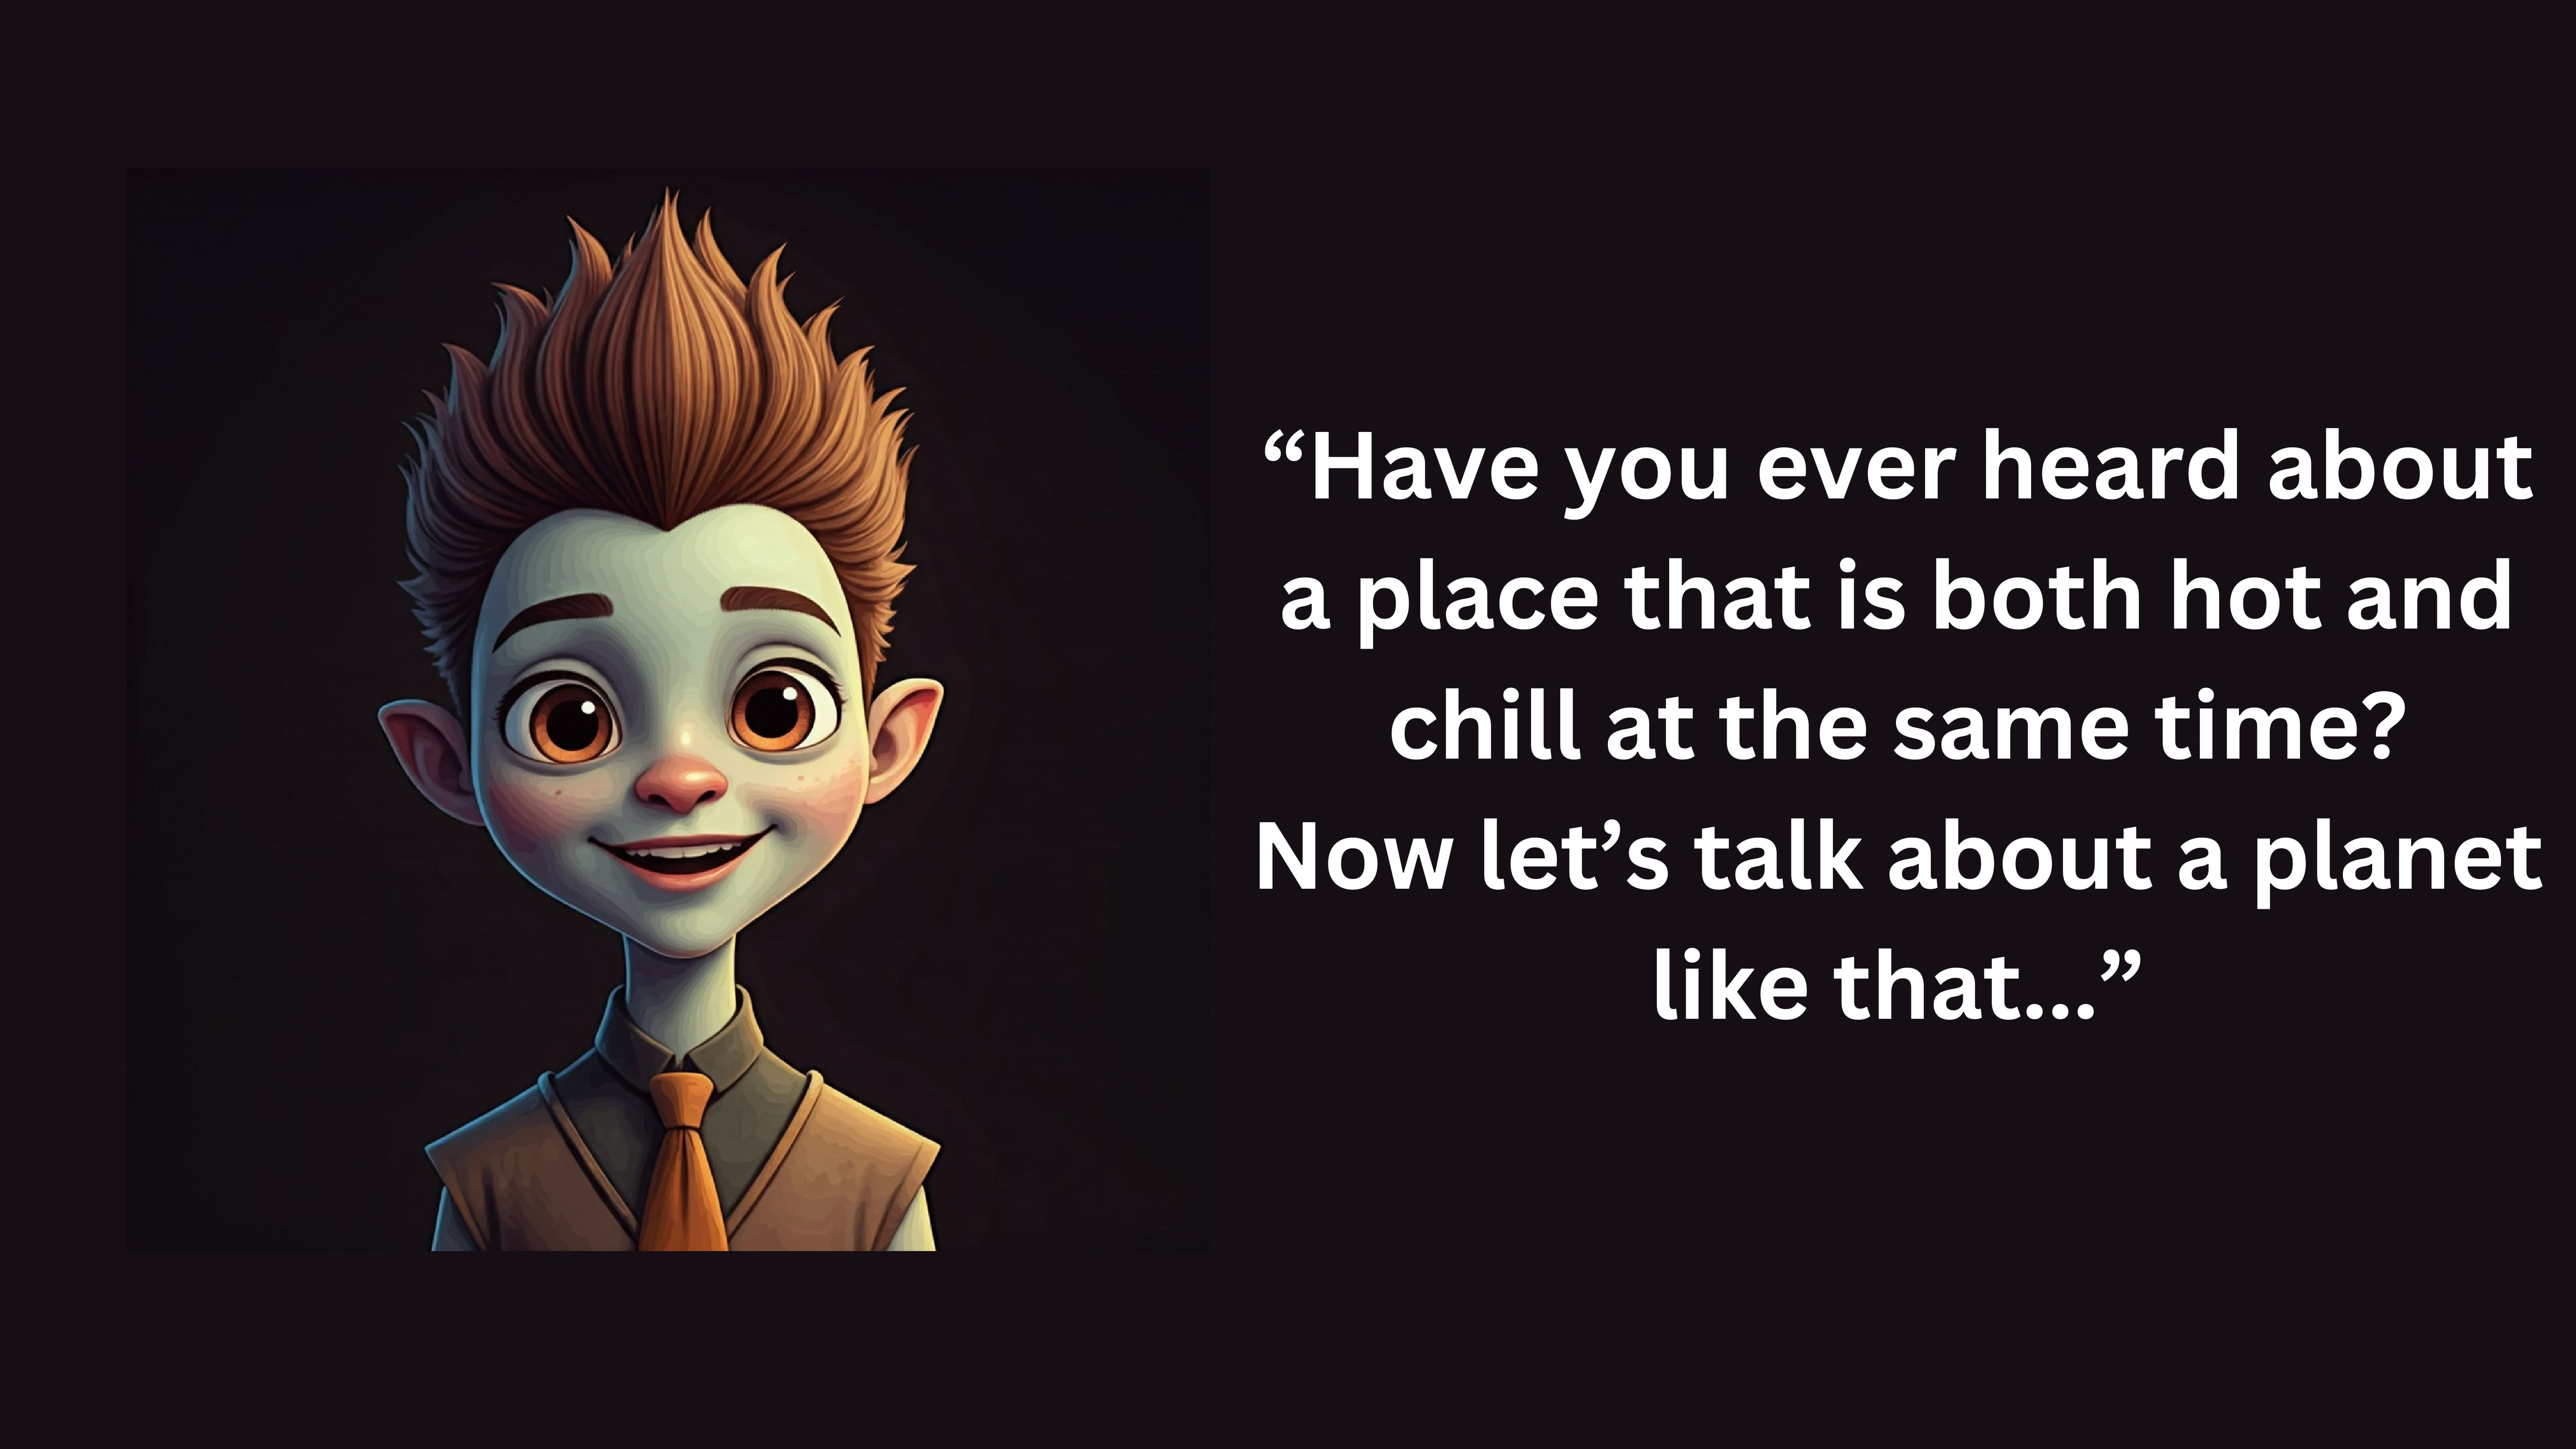 “Have you ever heard about
a place that is both hot and
chill at the same time?
Now let’s talk about a planet
like that...”